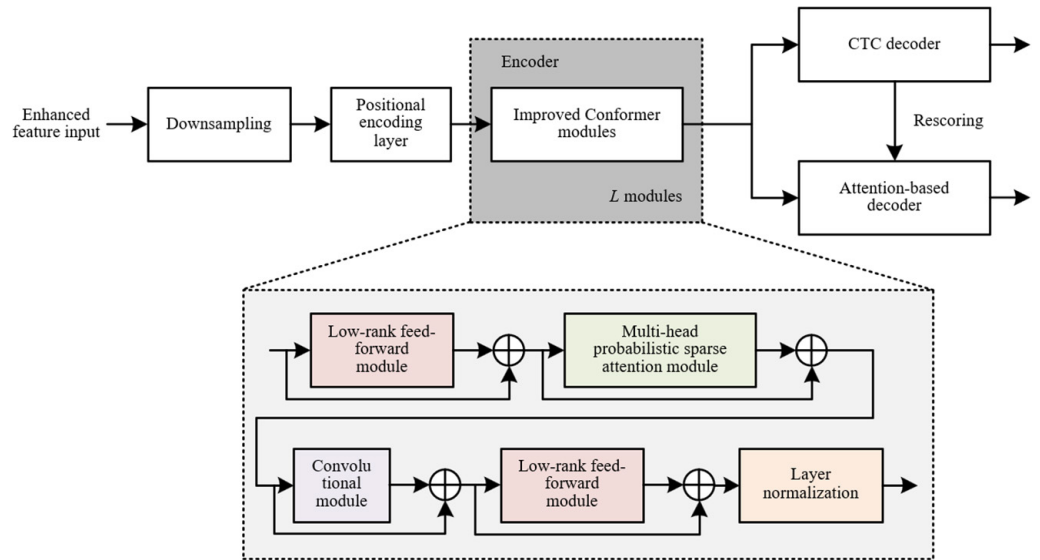 Enhanced
feature input
Downsampling
Positional
encoding
layer
Encoder
Improved Conformer
modules
L modules
CTC decoder
Rescoring
Attention-based
decoder
Low-rank feed-
forward
module
Multi-head
probabilistic sparse
attention module
Convolu
tional
module
Low-rank feed-
forward
module
Layer
normalization